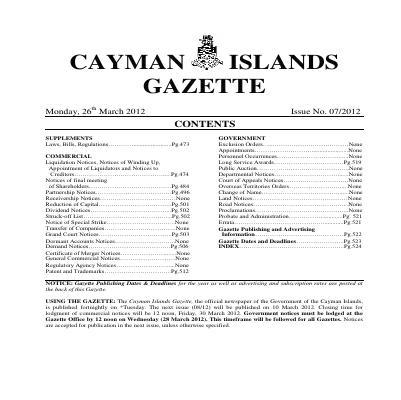 CAYMAN ISLANDS
GAZETTE
Monday, 26th March 2012 Issue No. 07/2012
CONTENTS
SUPPLEMENTS
Laws, Bills, Regulations...Pg.473
COMMERCIAL
Liquidation Notices, Notices of Winding Up,
Appointment of Liquidators and Notices to
Creditors...Pg.474
Notices of final meeting
of Shareholders...Pg.484
Partnership Notices...Pg.496
Receivership Notices...None
Reduction of Capital...Pg.501
Dividend Notices...Pg.502
Struck-off List...Pg.502
Notice of Special Strike...None
Transfer of Companies...None
Grand Court Notices...Pg.503
Dormant Accounts Notices...None
Demand Notices...Pg.506
Certificate of Merger Notices...None
General Commercial Notices...None
Regulatory Agency Notices...None
Patent and Trademarks...Pg.512
GOVERNMENT
Exclusion Orders...None
Appointments...None
Personnel Occurrences...None
Long Service Awards...Pg.519
Public Auction...None
Departmental Notices...None
Court of Appeals Notices...None
Overseas Territories Orders...None
Change of Name...None
Land Notices...None
Road Notices...None
Proclamations...None
Probate and Administration...Pg. 521
Errata...Pg.521
Gazette Publishing and Advertising
Information...Pg.522
Gazette Dates and Deadlines...Pg.523
INDEX...Pg.524
NOTICE: Gazette Publishing Dates & Deadlines for the year as well as advertising and subscription rates are posted at
the back of this Gazette.
USING THE GAZETTE: The Cayman Islands Gazette, the official newspaper of the Government of the Cayman Islands,
is published fortnightly on *Tuesday. The next issue (08/12) will be published on 10 March 2012. Closing time for
lodgment of commercial notices will be 12 noon, Friday, 30 March 2012. Government notices must be lodged at the
Gazette Office by 12 noon on Wednesday (28 March 2012). This timeframe will be followed for all Gazettes. Notices
are accepted for publication in the next issue, unless otherwise specified.